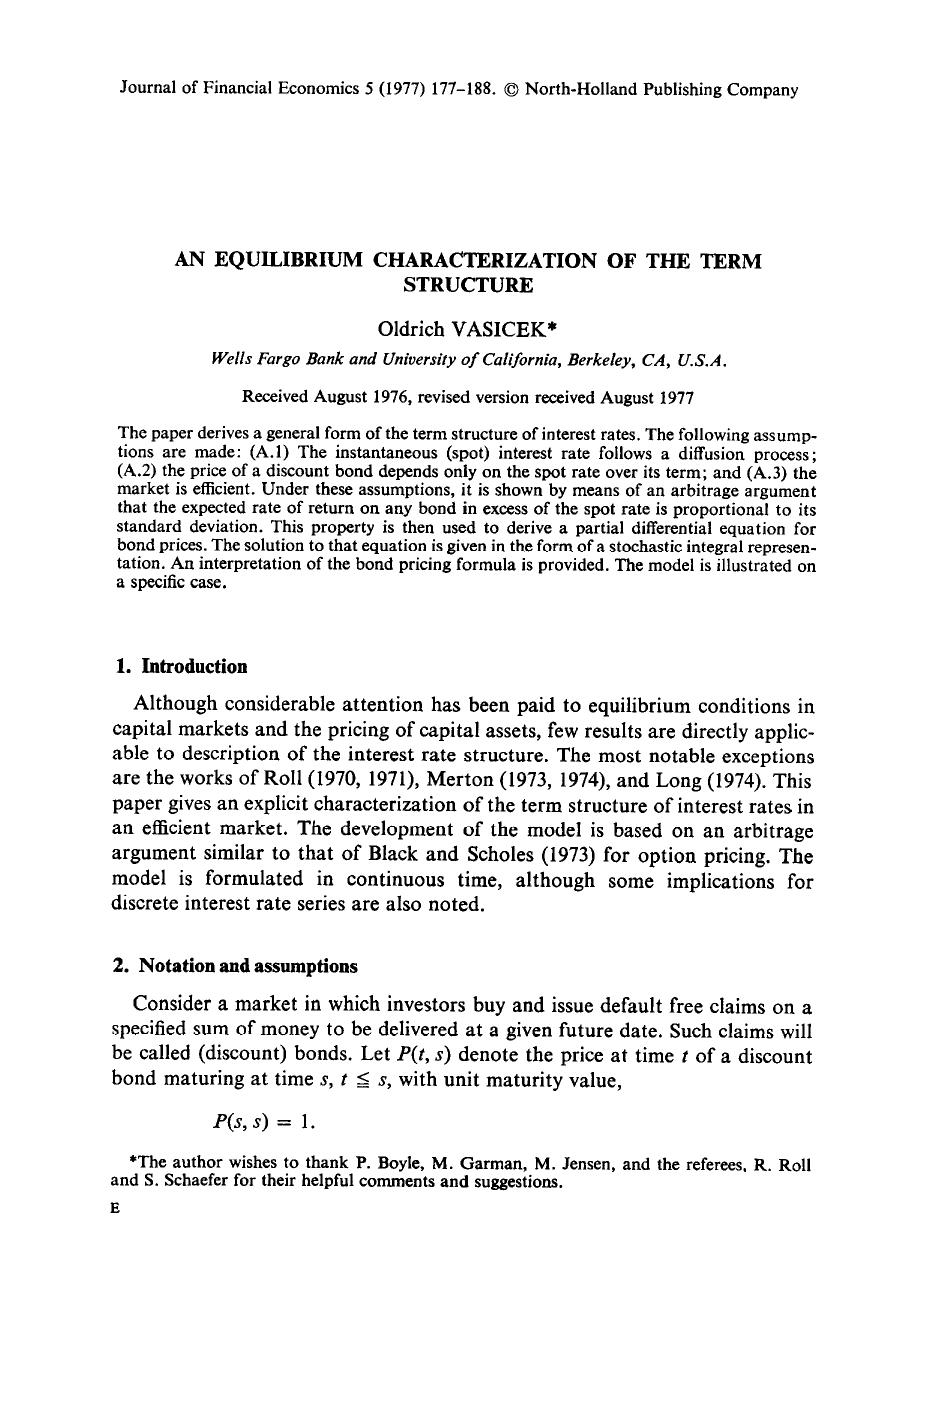 Journal of Financial Economics 5 (1977) 177–188. © North-Holland Publishing Company
AN EQUILIBRIUM CHARACTERIZATION OF THE TERM
STRUCTURE
Oldrich VASICEK*
Wells Fargo Bank and University of California, Berkeley, CA, U.S.A.
Received August 1976, revised version received August 1977
The paper derives a general form of the term structure of interest rates. The following assump-
tions are made: (A.1) The instantaneous (spot) interest rate follows a diffusion process;
(A.2) the price of a discount bond depends only on the spot rate over its term; and (A.3) the
market is efficient. Under these assumptions, it is shown by means of an arbitrage argument
that the expected rate of return on any bond in excess of the spot rate is proportional to its
standard deviation. This property is then used to derive a partial differential equation for
bond prices. The solution to that equation is given in the form of a stochastic integral represen-
tation. An interpretation of the bond pricing formula is provided. The model is illustrated on
a specific case.
1. Introduction
Although considerable attention has been paid to equilibrium conditions in
capital markets and the pricing of capital assets, few results are directly applic-
able to description of the interest rate structure. The most notable exceptions
are the works of Roll (1970, 1971), Merton (1973, 1974), and Long (1974). This
paper gives an explicit characterization of the term structure of interest rates in
an efficient market. The development of the model is based on an arbitrage
argument similar to that of Black and Scholes (1973) for option pricing. The
model is formulated in continuous time, although some implications for
discrete interest rate series are also noted.
2. Notation and assumptions
Consider a market in which investors buy and issue default free claims on a
specified sum of money to be delivered at a given future date. Such claims will
be called (discount) bonds. Let P(t, s) denote the price at time t of a discount
bond maturing at time s, t ≦ s, with unit maturity value,
P(s, s) = 1.
*The author wishes to thank P. Boyle, M. Garman, M. Jensen, and the referees, R. Roll
and S. Schaefer for their helpful comments and suggestions.
E